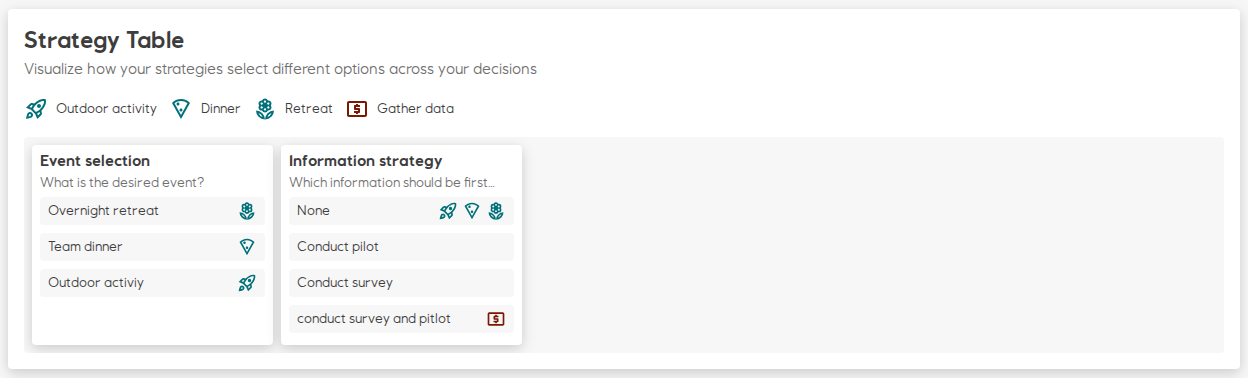 Strategy Table
Visualize how your strategies select different options across your decisions
Outdoor activity Dinner Retreat Gather data
Event selection
What is the desired event?
Overnight retreat
Team dinner
Outdoor activiy
Information strategy
Which information should be first...
None
Conduct pilot
Conduct survey
conduct survey and pitlot